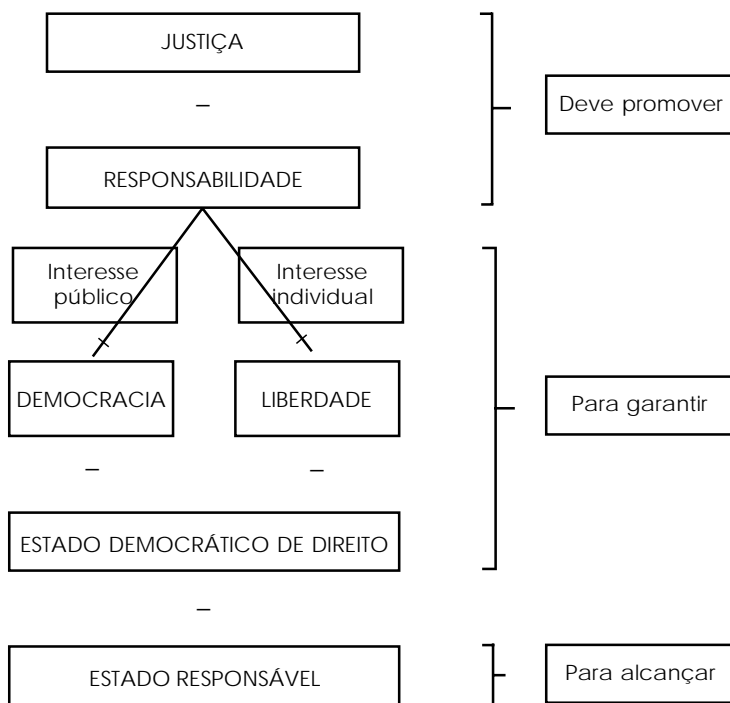 JUSTIÇA
Deve promover
–
RESPONSABILIDADE
Interesse
público
Interesse
individual
DEMOCRACIA
LIBERDADE
Para garantir
–
–
ESTADO DEMOCRÁTICO DE DIREITO
–
ESTADO RESPONSÁVEL
Para alcançar